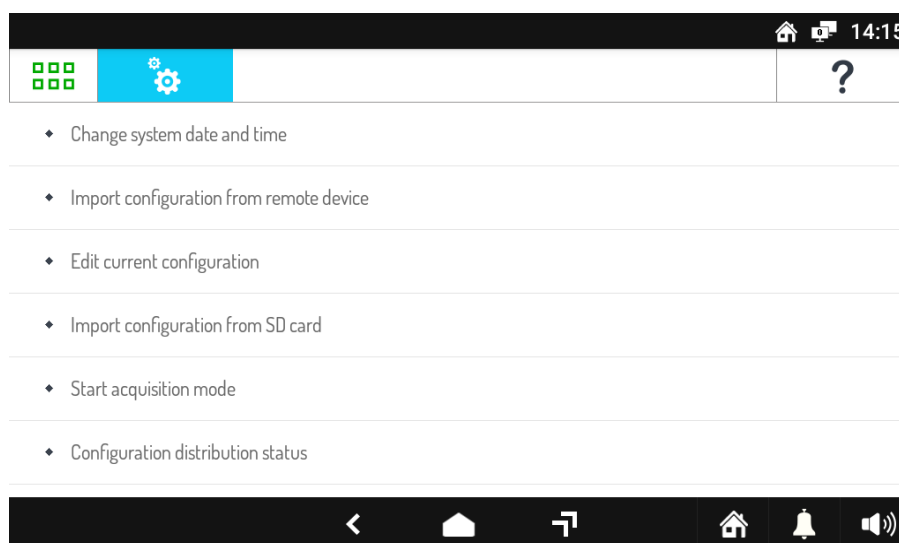 14:15
?
Change system date and time
Import configuration from remote device
Edit current configuration
Import configuration from SD card
Start acquisition mode
Configuration distribution status